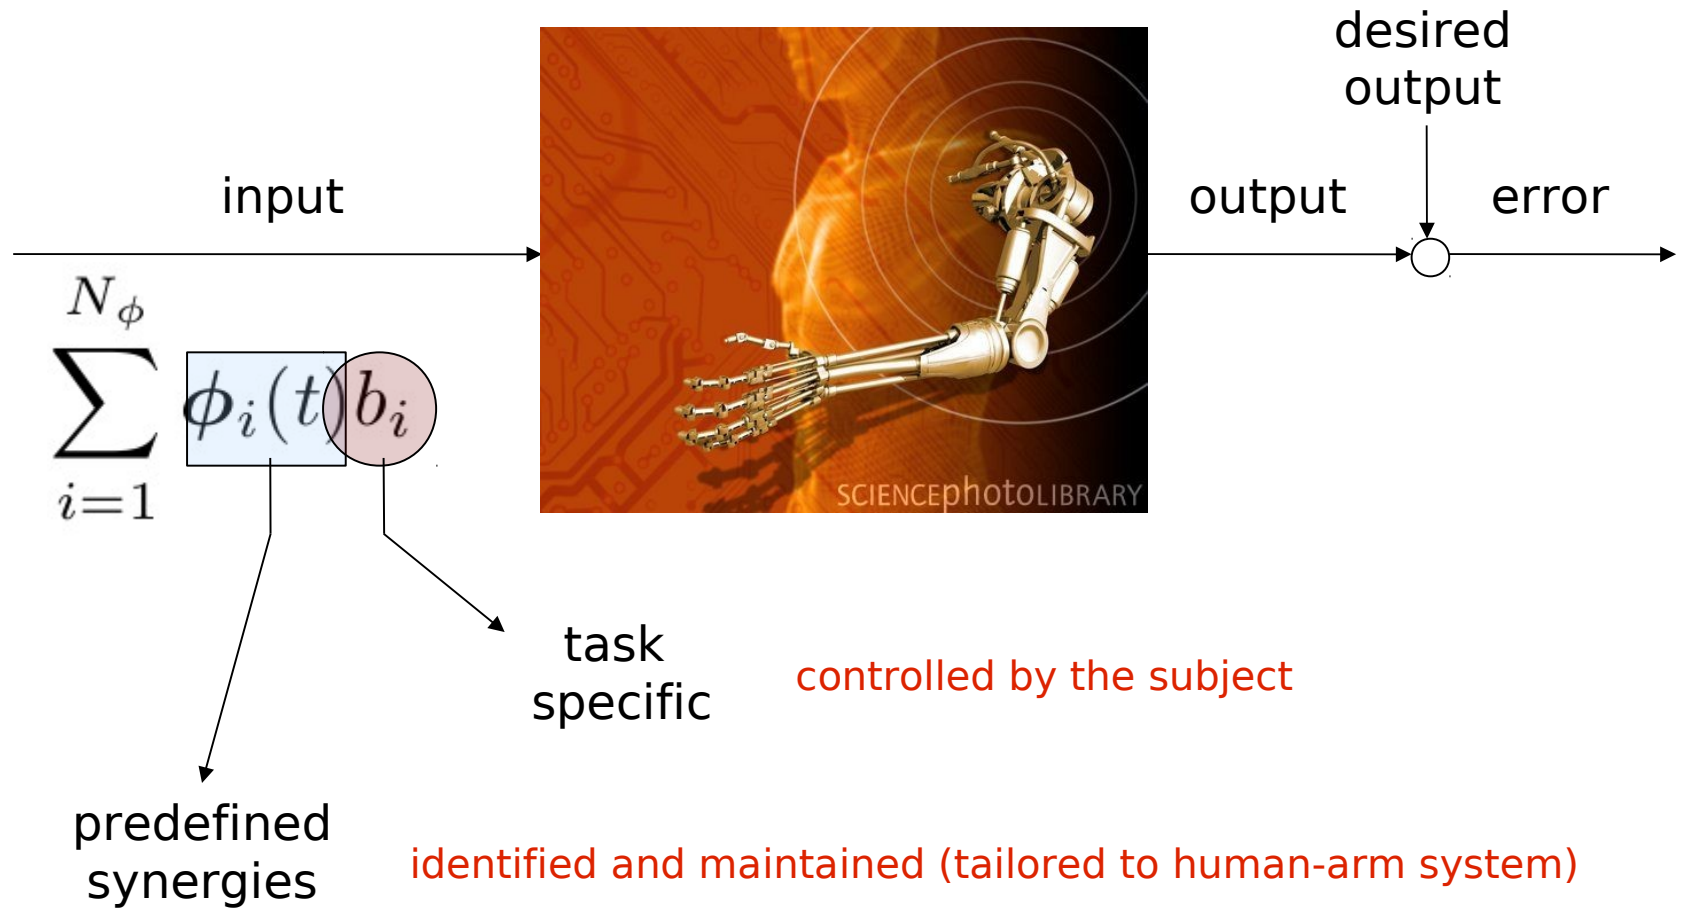 desired
output
input
output
error
N_ϕ
∑ ϕ_i(t) b_i
i=1
SCIENCEphotoLIBRARY
task
specific
controlled by the subject
predefined
synergies
identified and maintained (tailored to human-arm system)